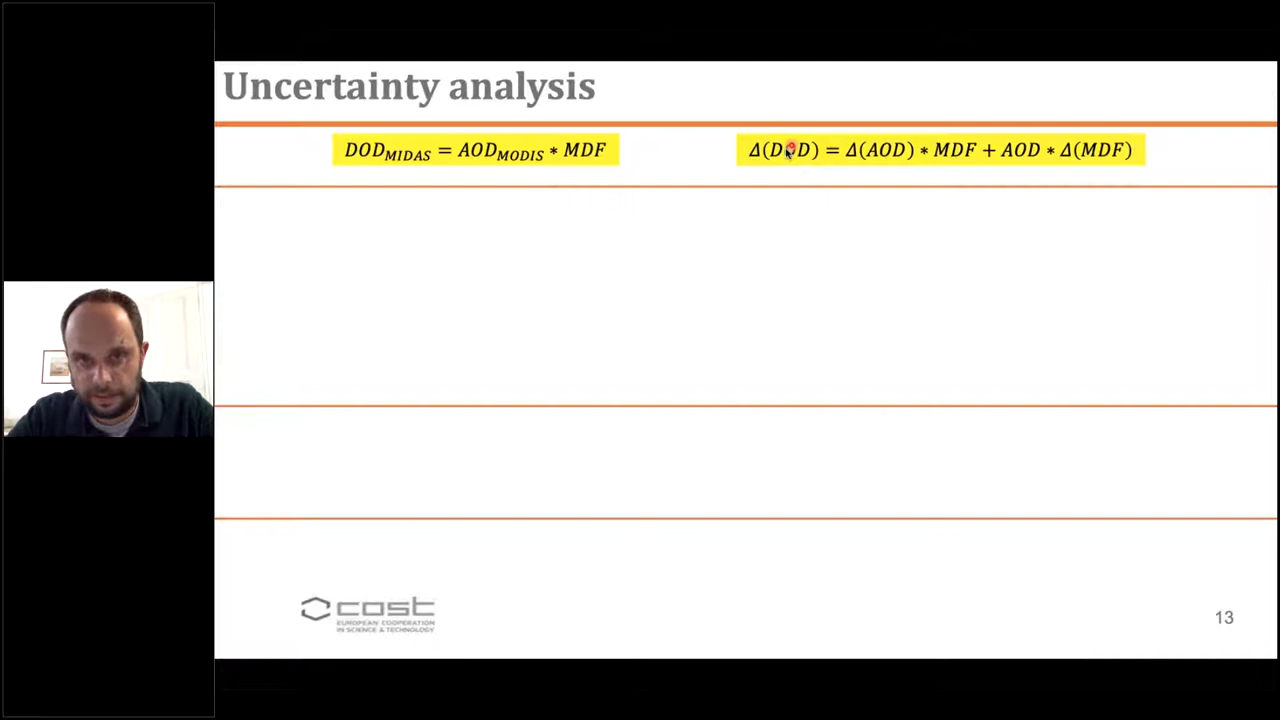 Uncertainty analysis
DOD_MIDAS = AOD_MODIS * MDF
Δ(DOD) = Δ(AOD) * MDF + AOD * Δ(MDF)
cost
EUROPEAN COOPERATION
IN SCIENCE & TECHNOLOGY
13